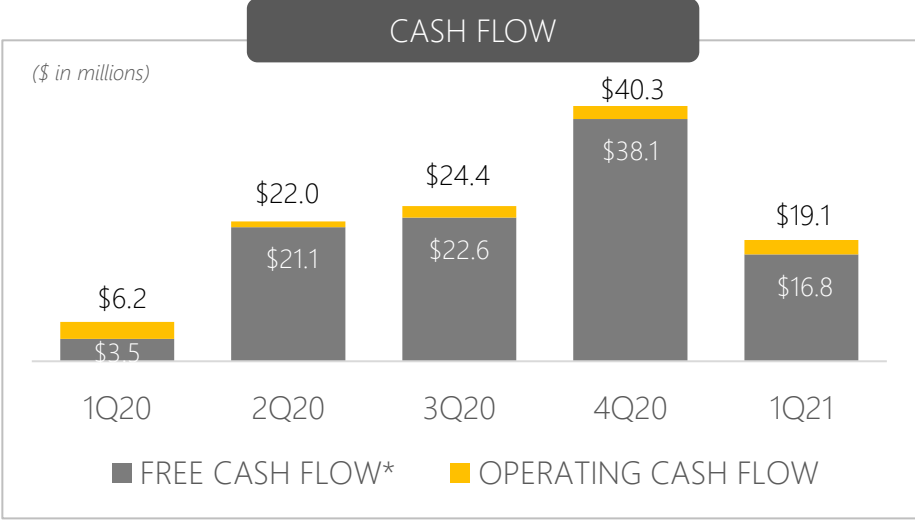 CASH FLOW
($ in millions)
$6.2
$22.0
$24.4
$40.3
$19.1
$3.5
$21.1
$22.6
$38.1
$16.8
1Q20 2Q20 3Q20 4Q20 1Q21
FREE CASH FLOW* OPERATING CASH FLOW